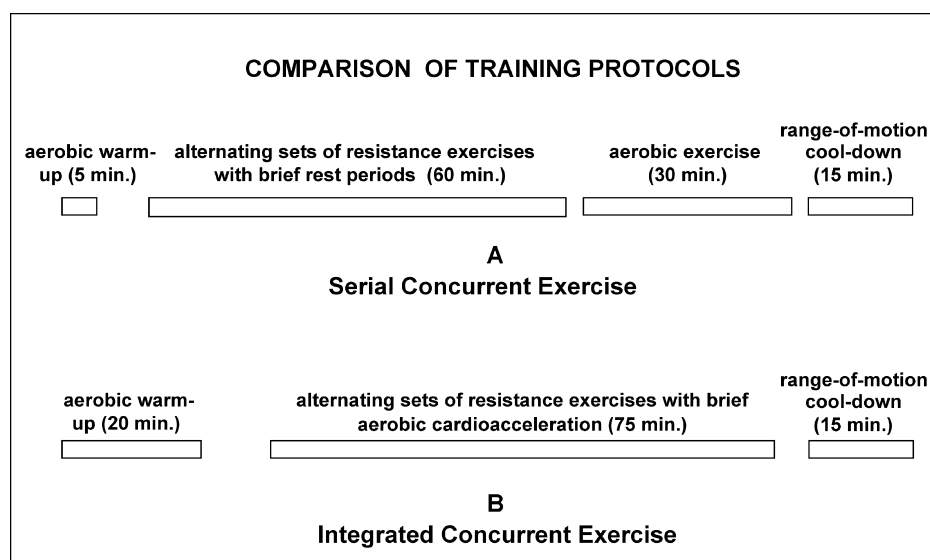 COMPARISON OF TRAINING PROTOCOLS
aerobic warm-
up (5 min.)
alternating sets of resistance exercises
with brief rest periods (60 min.)
aerobic exercise
(30 min.)
range-of-motion
cool-down
(15 min.)
A
Serial Concurrent Exercise
aerobic warm-
up (20 min.)
alternating sets of resistance exercises with brief
aerobic cardioacceleration (75 min.)
range-of-motion
cool-down
(15 min.)
B
Integrated Concurrent Exercise